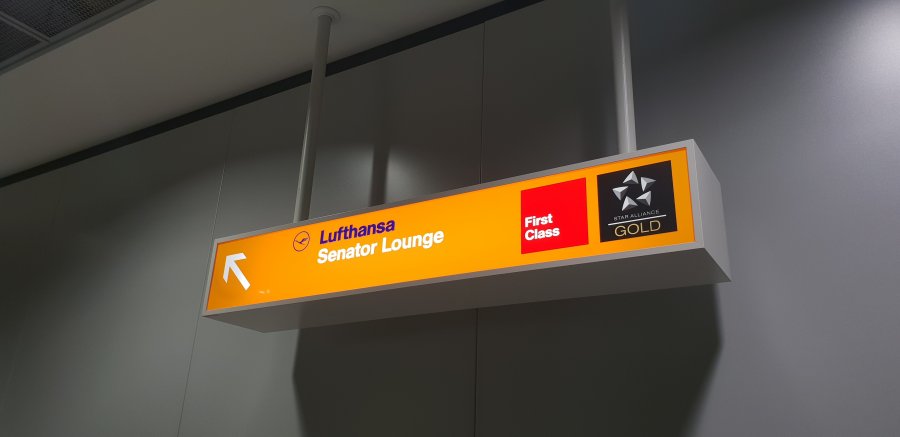 Lufthansa
Senator Lounge
First
Class
STAR ALLIANCE
GOLD